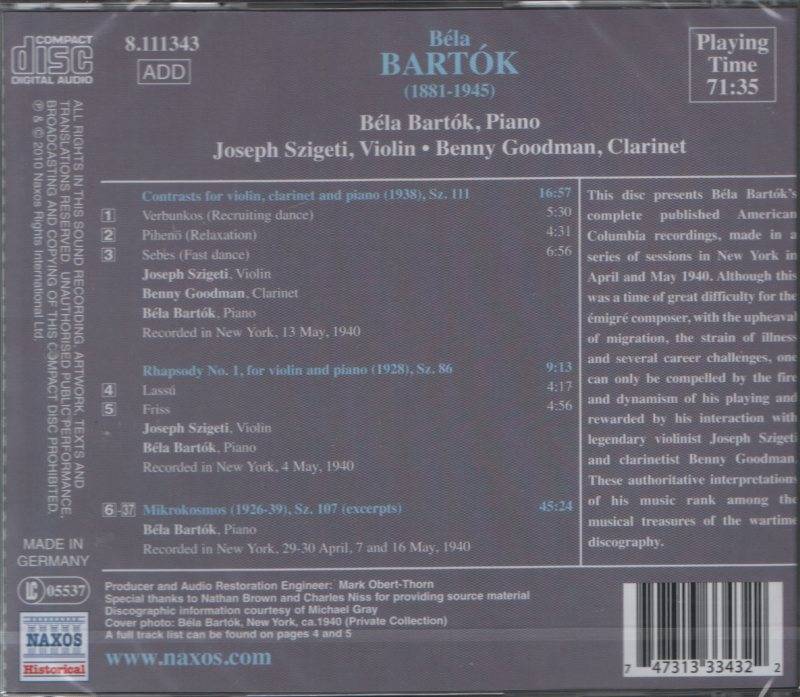 COMPACT
disc
DIGITAL AUDIO
8.111343
ADD
Béla
BARTÓK
(1881-1945)
Playing
Time
71:35
Béla Bartók, Piano
Joseph Szigeti, Violin • Benny Goodman, Clarinet
Contrasts for violin, clarinet and piano (1938), Sz. 111 16:57
1 Verbunkos (Recruiting dance) 5:30
2 Pihenö (Relaxation) 4:31
3 Sebès (Fast dance) 6:56
Joseph Szigeti, Violin
Benny Goodman, Clarinet
Béla Bartók, Piano
Recorded in New York, 13 May, 1940
Rhapsody No. 1, for violin and piano (1928), Sz. 86 9:13
4 Lassú 4:17
5 Friss 4:56
Joseph Szigeti, Violin
Béla Bartók, Piano
Recorded in New York, 4 May, 1940
6-37 Mikrokosmos (1926-39), Sz. 107 (excerpts) 45:24
Béla Bartók, Piano
Recorded in New York, 29-30 April, 7 and 16 May, 1940
This disc presents Béla Bartók's
complete published American
Columbia recordings, made in a
series of sessions in New York in
April and May 1940. Although this
was a time of great difficulty for the
émigré composer, with the upheaval
of migration, the strain of illness
and several career challenges, one
can only be compelled by the fire
and dynamism of his playing and
rewarded by his interaction with
legendary violinist Joseph Szigeti
and clarinetist Benny Goodman.
These authoritative interpretations
of his music rank among the
musical treasures of the wartime
discography.
ALL RIGHTS IN THIS SOUND RECORDING, ARTWORK, TEXTS AND
TRANSLATIONS RESERVED. UNAUTHORISED PUBLIC PERFORMANCE,
BROADCASTING AND COPYING OF THIS COMPACT DISC PROHIBITED.
℗ & © 2010 Naxos Rights International Ltd.
MADE IN
GERMANY
LC 05537
NAXOS
Historical
Producer and Audio Restoration Engineer: Mark Obert-Thorn
Special thanks to Nathan Brown and Charles Niss for providing source material
Discographic information courtesy of Michael Gray
Cover photo: Béla Bartók, New York, ca.1940 (Private Collection)
A full track list can be found on pages 4 and 5
www.naxos.com
7 47313 33432 2